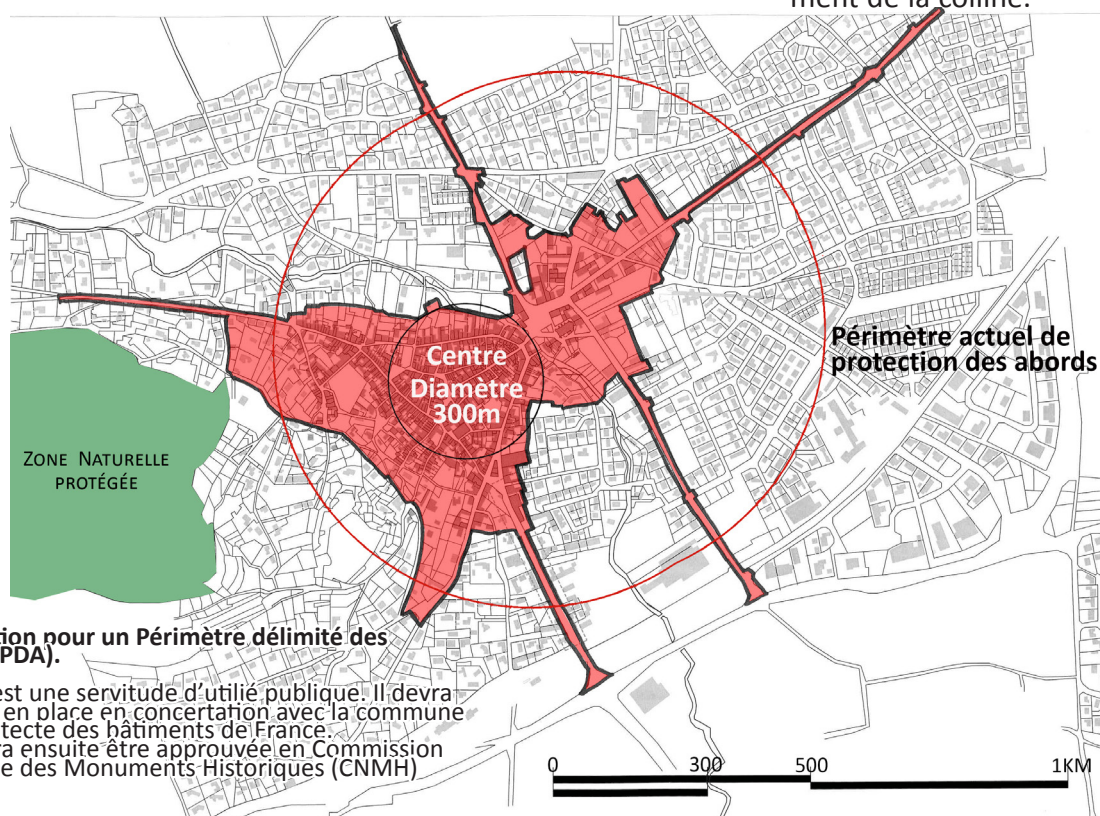 ment de la colline.
Périmètre actuel de
protection des abords
Centre
Diamètre
300m
ZONE NATURELLE
PROTÉGÉE
tion pour un Périmètre délimité des
PDA).
est une servitude d'utilié publique. Il devra
en place en concertation avec la commune
tecte des bâtiments de France.
ra ensuite être approuvée en Commission
e des Monuments Historiques (CNMH)
0 300 500 1KM